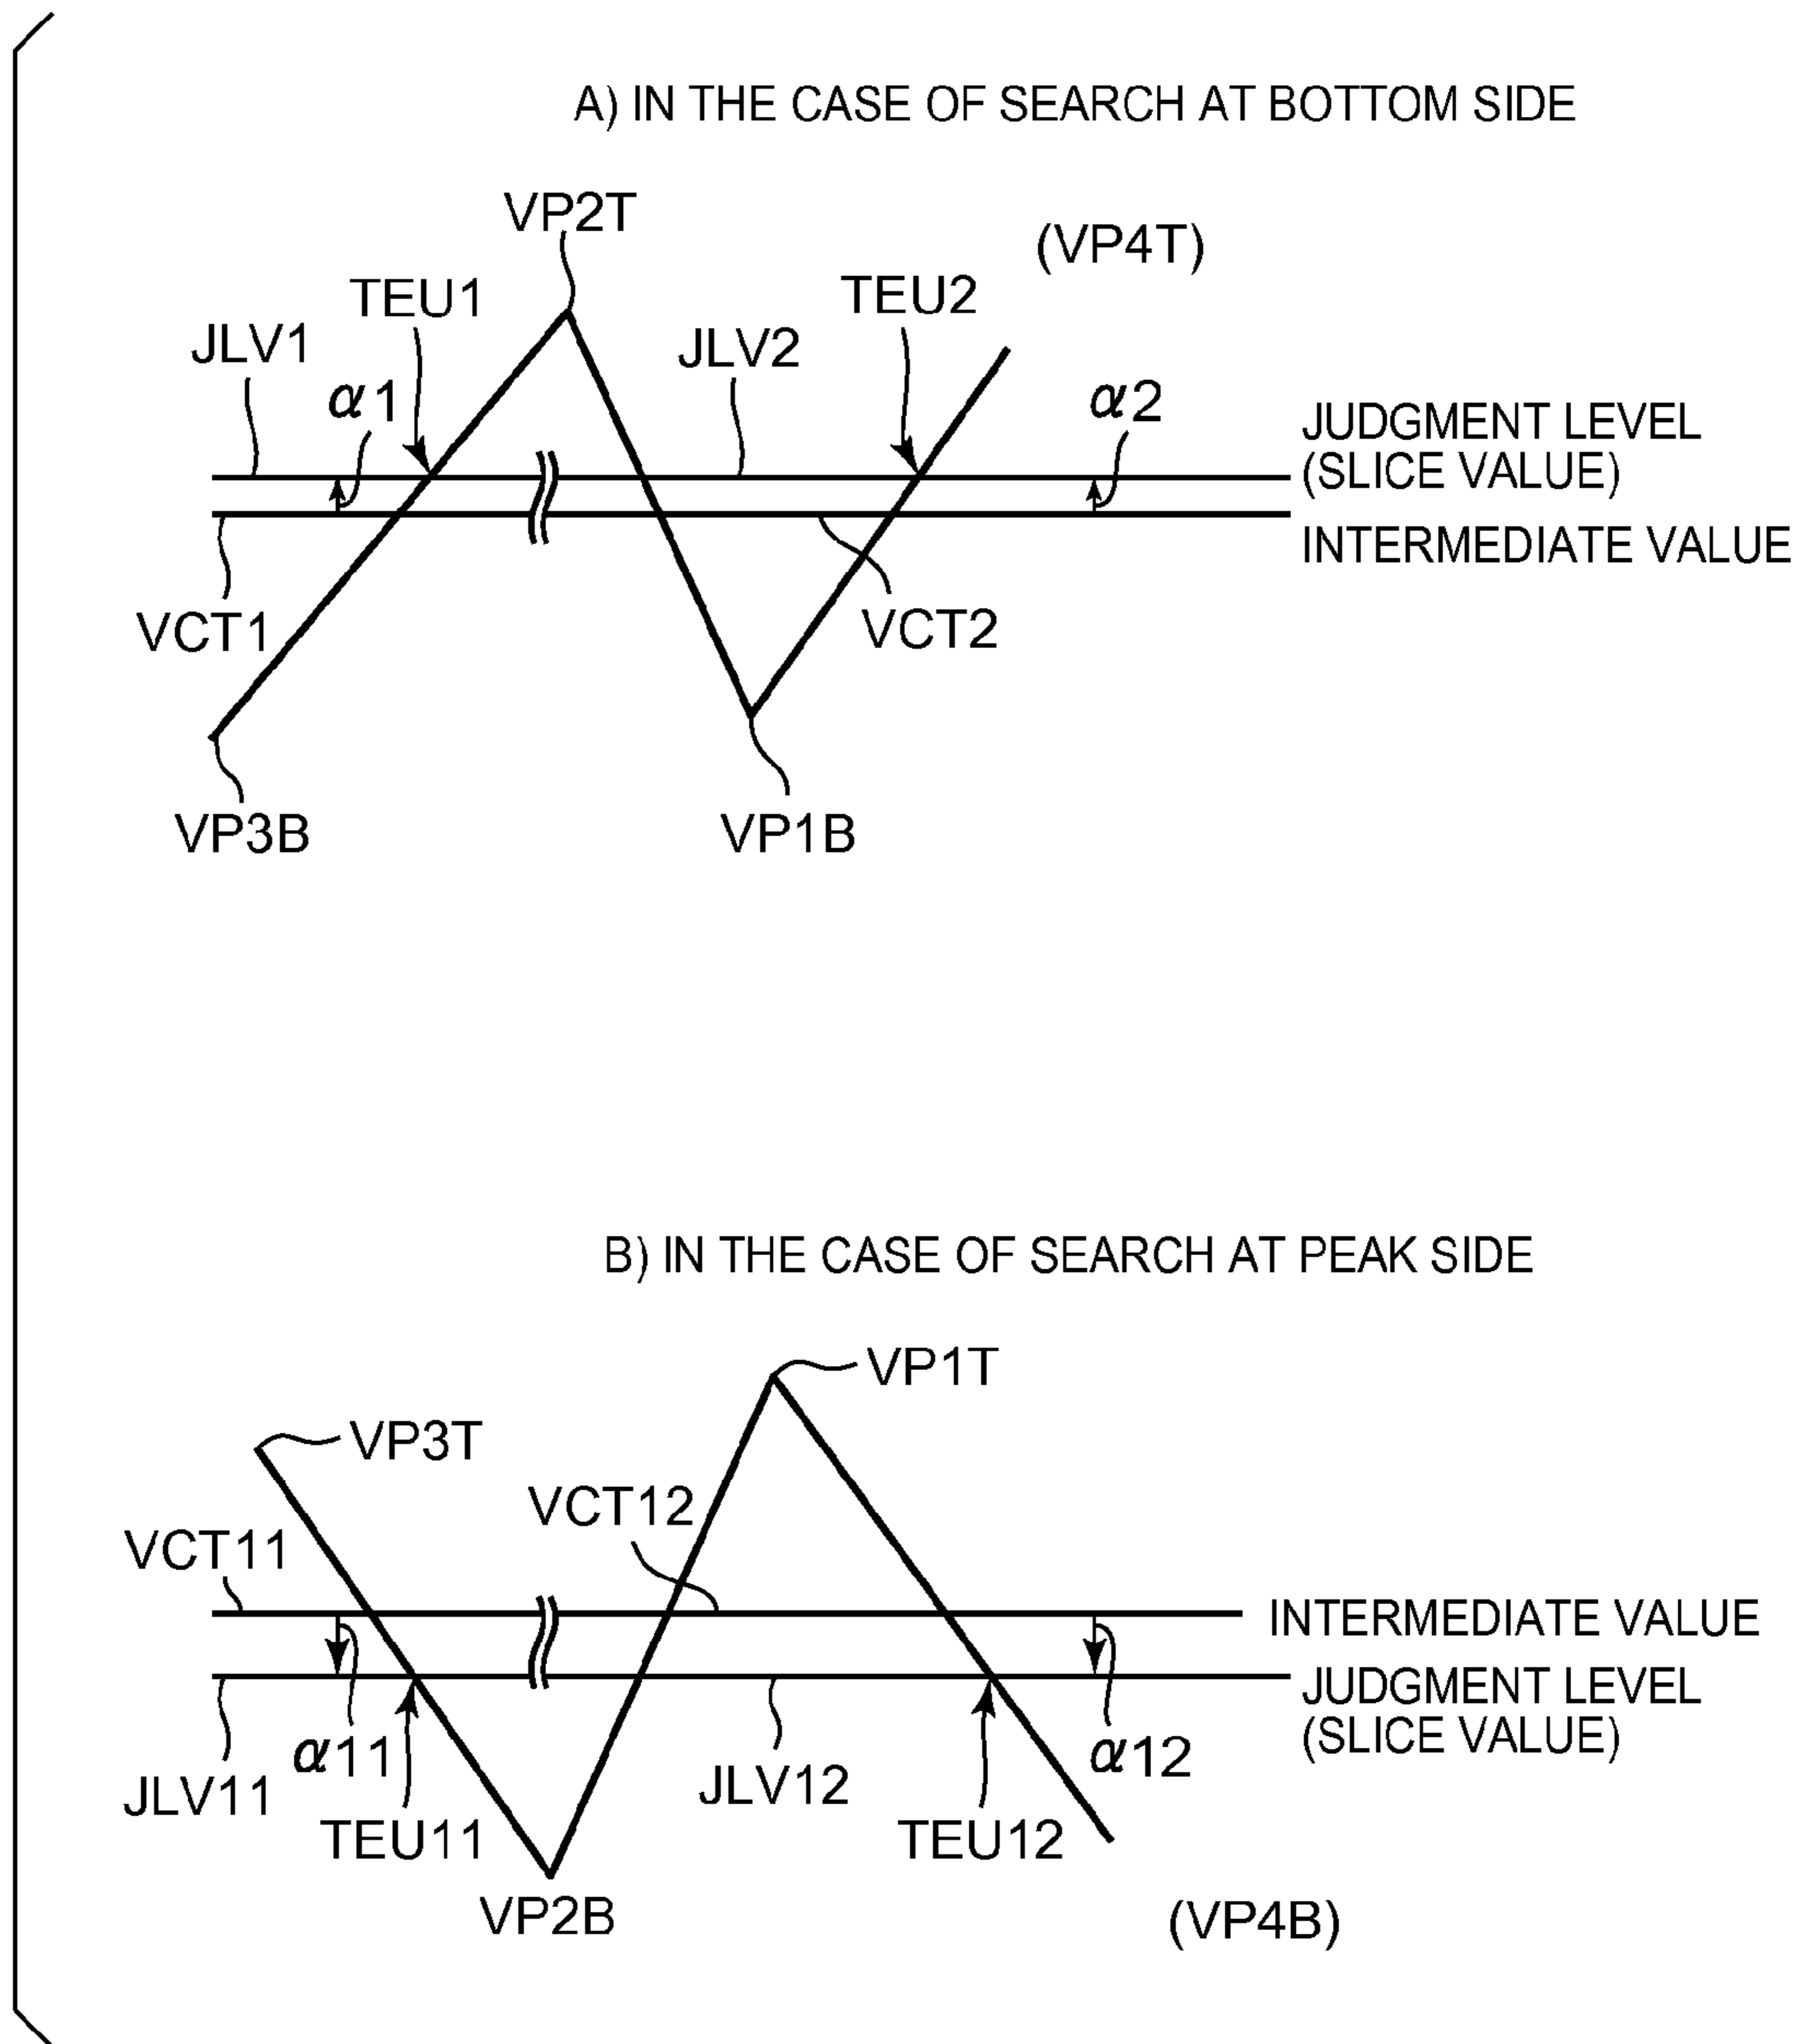 A) IN THE CASE OF SEARCH AT BOTTOM SIDE
VP2T
(VP4T)
TEU1
TEU2
JLV1
JLV2
α1
α2
JUDGMENT LEVEL
(SLICE VALUE)
INTERMEDIATE VALUE
VCT1
VCT2
VP3B
VP1B
B) IN THE CASE OF SEARCH AT PEAK SIDE
VP1T
VP3T
VCT12
VCT11
INTERMEDIATE VALUE
JUDGMENT LEVEL
(SLICE VALUE)
α11
α12
JLV11
JLV12
TEU11
TEU12
VP2B
(VP4B)